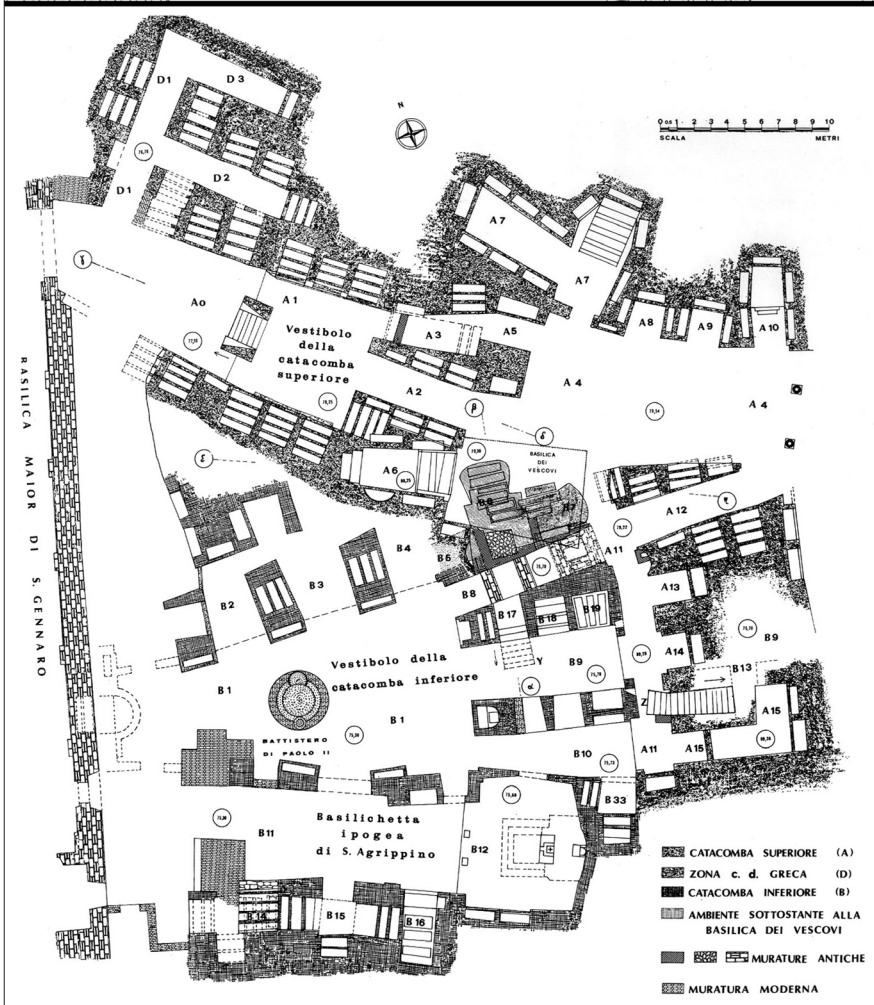 D1
D3
N
0 0,5 1 2 3 4 5 6 7 8 9 10
SCALA METRI
D2
D1
A7
A7
γ
Ao
A1
A3
A5
A8
A9
A10
Vestibolo
della
catacomba
superiore
A2
A4
A4
β
δ
ε
A6
BASILICA
DEI
VESCOVI
B6
B7
A12
A11
B5
B4
B3
B2
B8
B17
B18
B19
A13
A14
B9
B13
Y
B9
Z
A15
BASILICA MAIOR DI S. GENNARO
Vestibolo della
catacomba inferiore
B1
B1
α
BATTISTERO
DI PAOLO II
B10
A11
A15
B33
Basilichetta
ipogea
di S. Agrippino
B11
B12
B14
B15
B16
CATACOMBA SUPERIORE (A)
ZONA c. d. GRECA (D)
CATACOMBA INFERIORE (B)
AMBIENTE SOTTOSTANTE ALLA
BASILICA DEI VESCOVI
MURATURE ANTICHE
MURATURA MODERNA